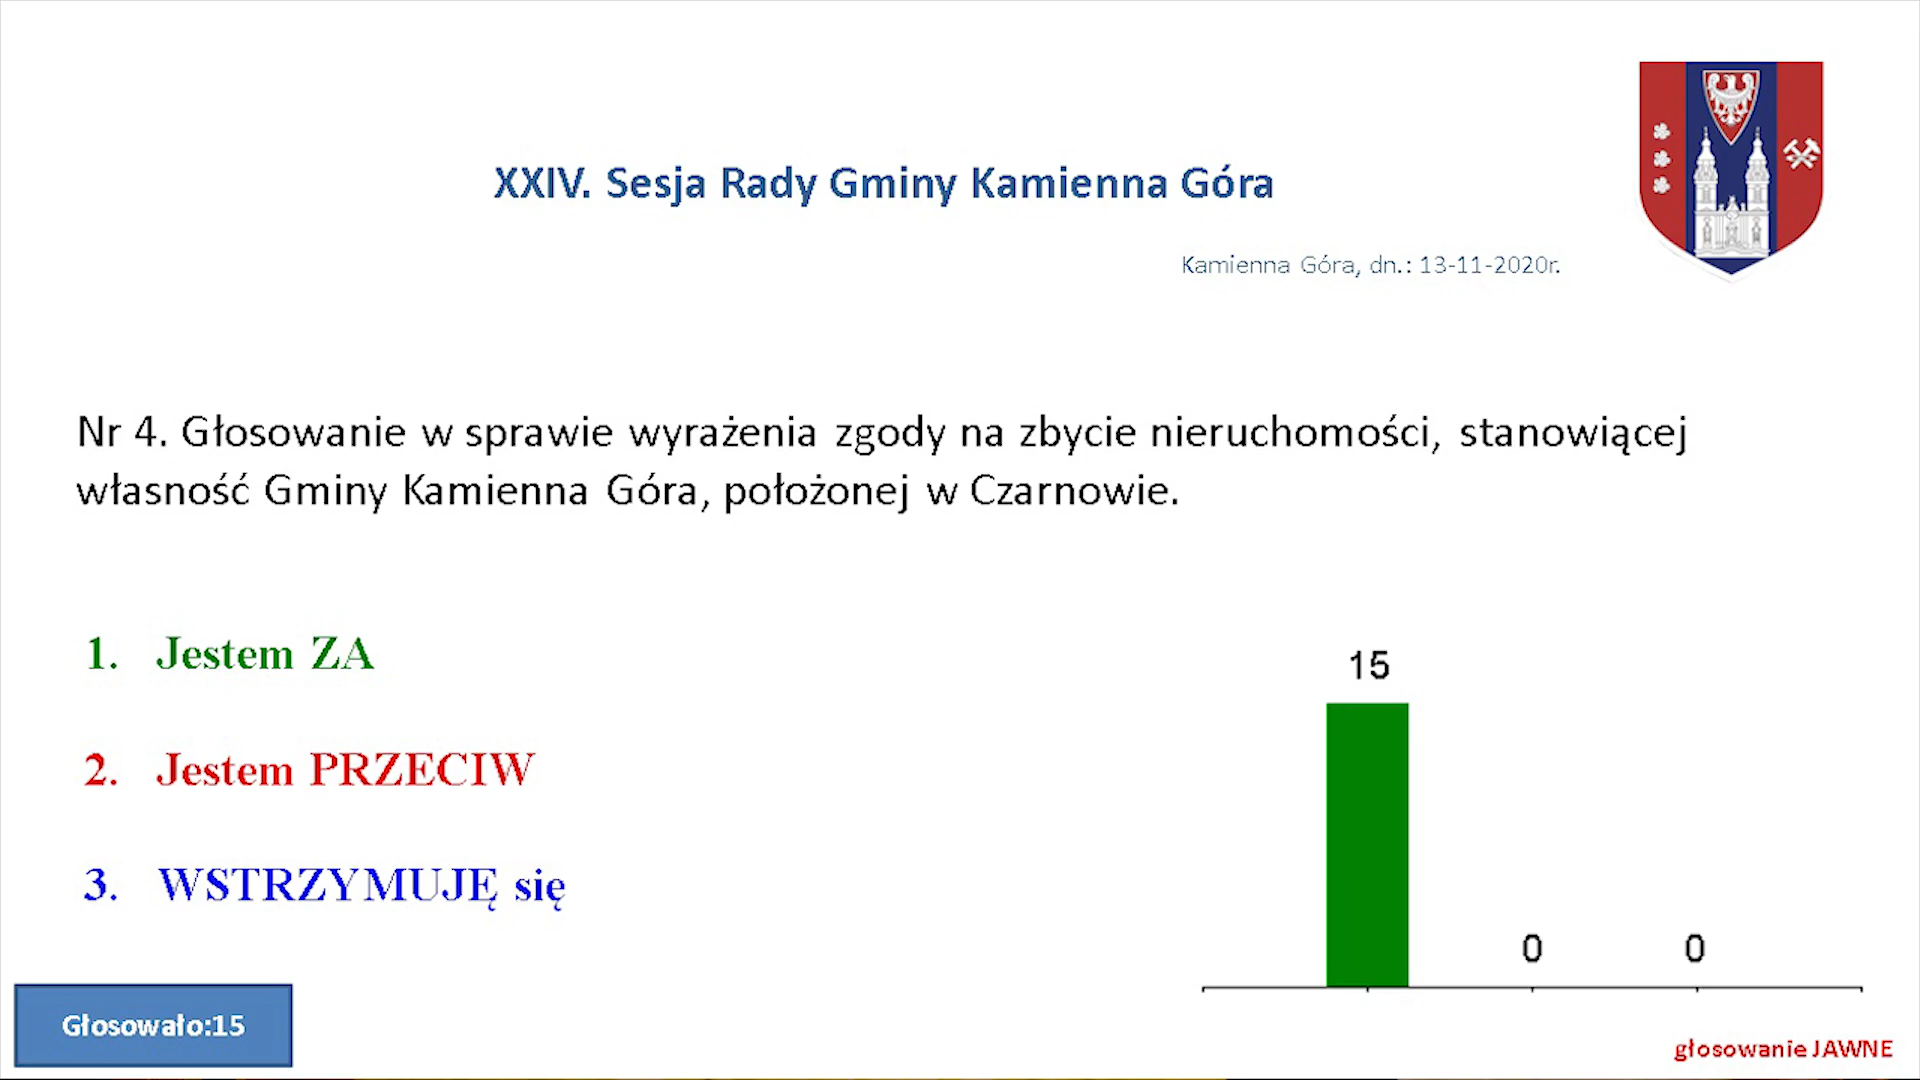 XXIV. Sesja Rady Gminy Kamienna Góra
Kamienna Góra, dn.: 13-11-2020r.
Nr 4. Głosowanie w sprawie wyrażenia zgody na zbycie nieruchomości, stanowiącej
własność Gminy Kamienna Góra, położonej w Czarnowie.
1. Jestem ZA
2. Jestem PRZECIW
3. WSTRZYMUJĘ się
15
0 0
Głosowało:15
głosowanie JAWNE